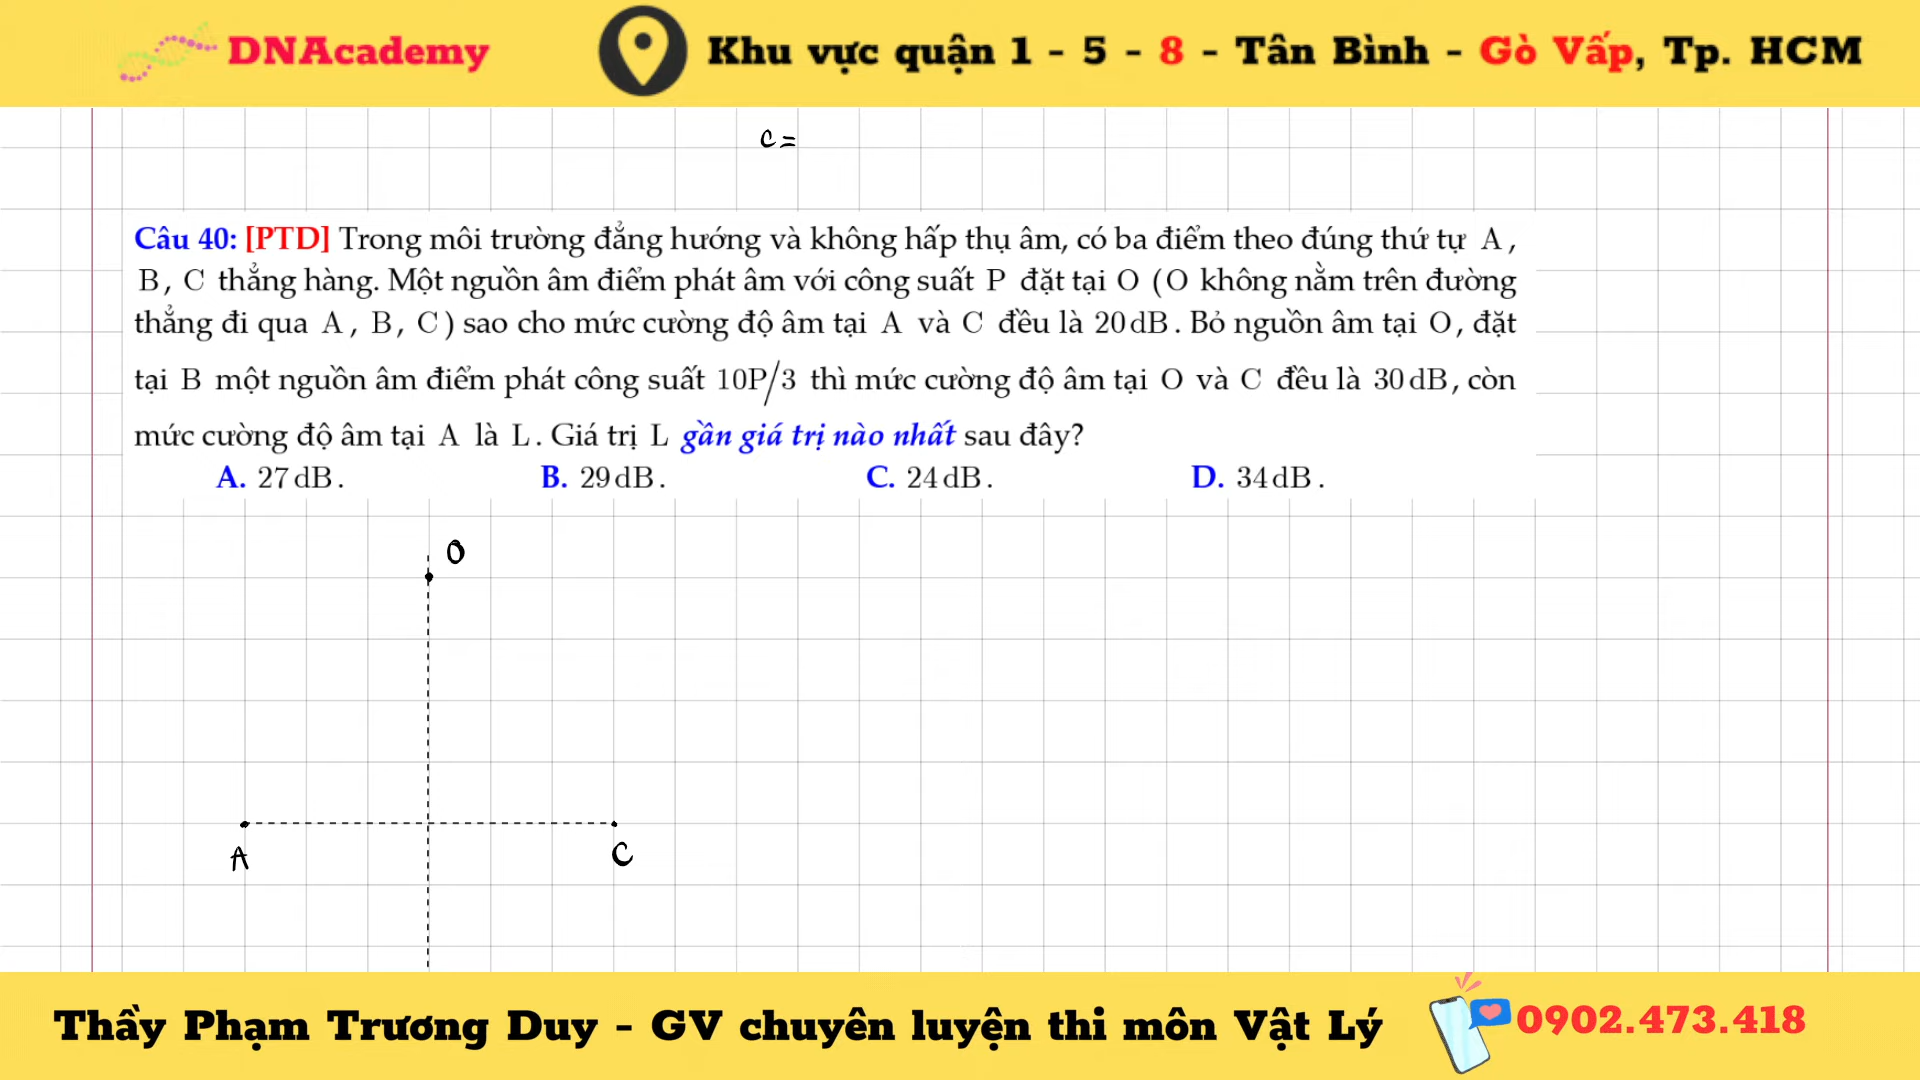 DNAcademy
Khu vực quận 1 - 5 - 8 - Tân Bình - Gò Vấp, Tp. HCM
C =
Câu 40: [PTD] Trong môi trường đẳng hướng và không hấp thụ âm, có ba điểm theo đúng thứ tự A,
B, C thẳng hàng. Một nguồn âm điểm phát âm với công suất P đặt tại O (O không nằm trên đường
thẳng đi qua A, B, C) sao cho mức cường độ âm tại A và C đều là 20dB. Bỏ nguồn âm tại O, đặt
tại B một nguồn âm điểm phát công suất 10P/3 thì mức cường độ âm tại O và C đều là 30dB, còn
mức cường độ âm tại A là L. Giá trị L gần giá trị nào nhất sau đây?
A. 27dB. B. 29dB. C. 24dB. D. 34dB.
O
A C
Thầy Phạm Trương Duy - GV chuyên luyện thi môn Vật Lý 0902.473.418